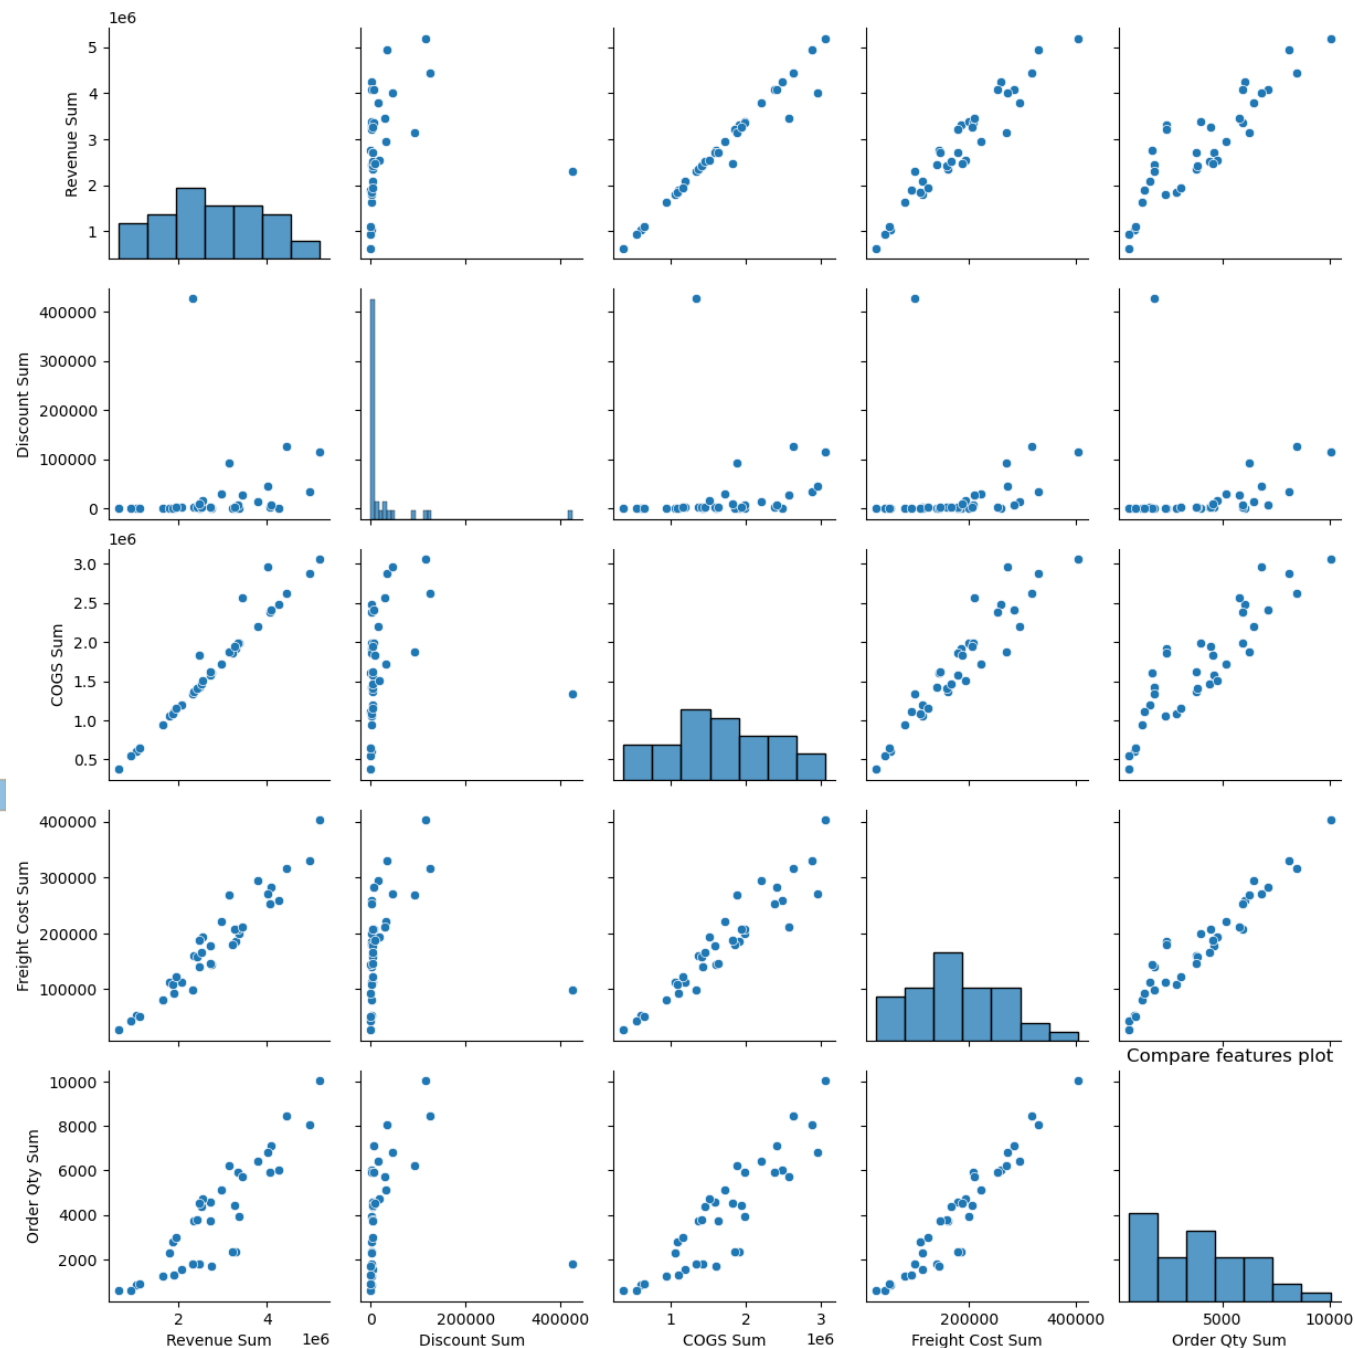 1e6
5
4
3
2
1
Revenue Sum
400000
300000
200000
100000
0
Discount Sum
1e6
3.0
2.5
2.0
1.5
1.0
0.5
COGS Sum
400000
300000
200000
100000
Freight Cost Sum
Compare features plot
10000
8000
6000
4000
2000
Order Qty Sum
2 4 0 400000 1 2 3 200000 400000 5000 10000
1e6 1e6
Revenue Sum Discount Sum COGS Sum Freight Cost Sum Order Qty Sum